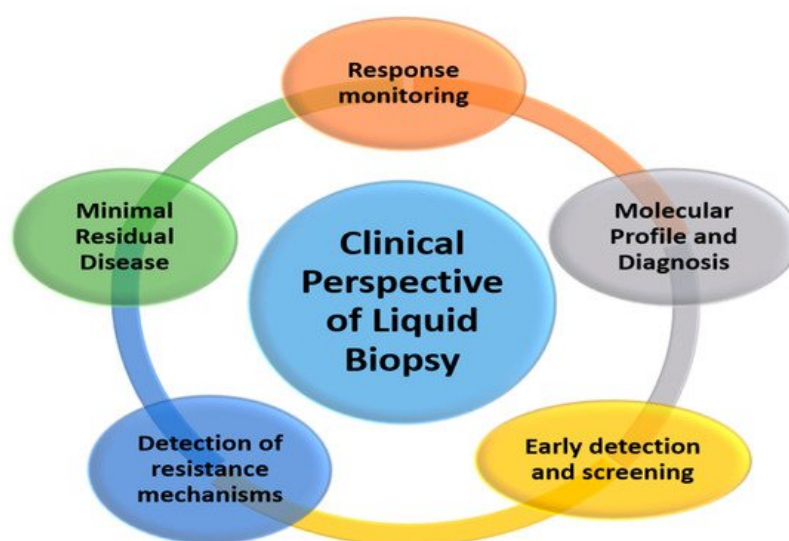 Response
monitoring
Minimal
Residual
Disease
Molecular
Profile and
Diagnosis
Clinical
Perspective
of Liquid
Biopsy
Detection of
resistance
mechanisms
Early detection
and screening